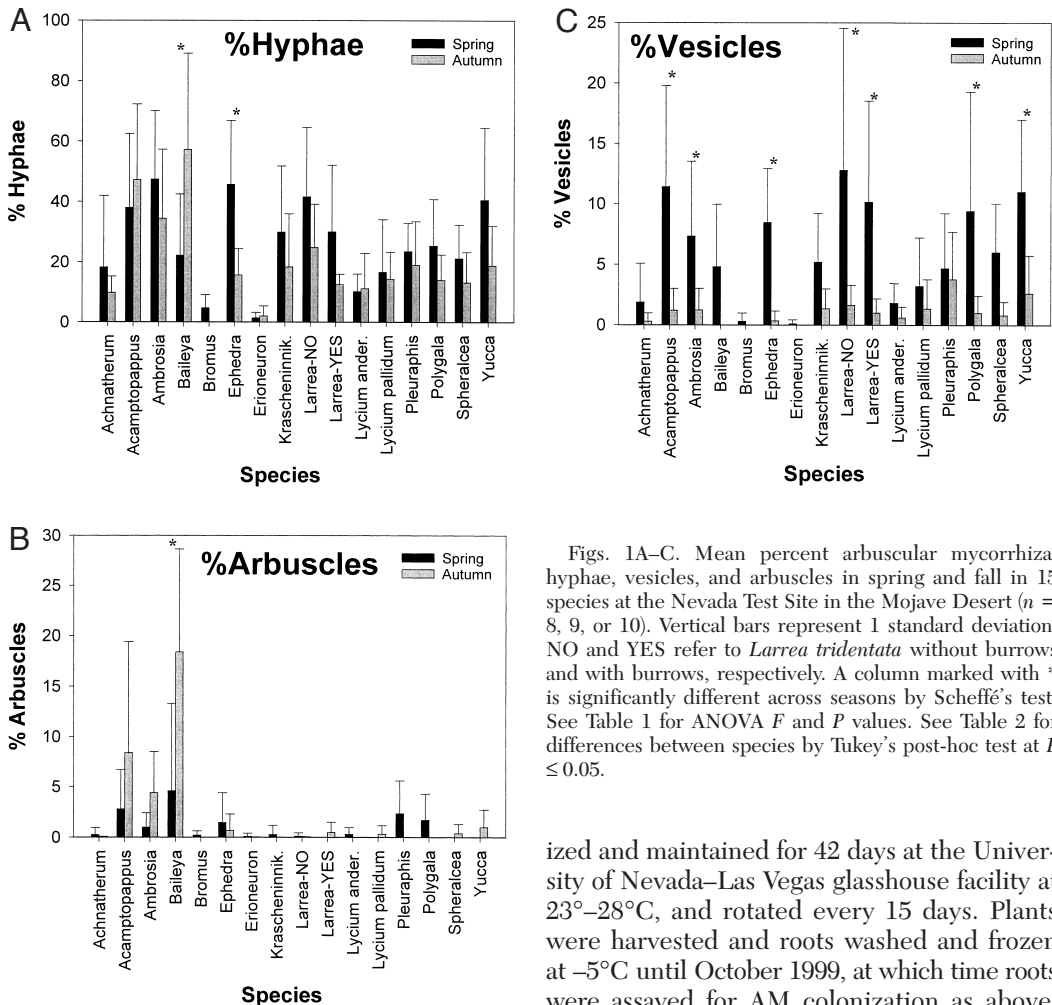 A
%Hyphae
Spring
Autumn
% Hyphae
100
80
60
40
20
0
*
*
Achnatherum
Acamptopappus
Ambrosia
Baileya
Bromus
Ephedra
Erioneuron
Krascheninnik.
Larrea-NO
Larrea-YES
Lycium ander.
Lycium pallidum
Pleuraphis
Polygala
Spheralcea
Yucca
Species
C
%Vesicles
Spring
Autumn
% Vesicles
25
20
15
10
5
0
*
*
*
*
*
*
*
Achnatherum
Acamptopappus
Ambrosia
Baileya
Bromus
Ephedra
Erioneuron
Krascheninnik.
Larrea-NO
Larrea-YES
Lycium ander.
Lycium pallidum
Pleuraphis
Polygala
Spheralcea
Yucca
Species
B
%Arbuscles
Spring
Autumn
% Arbuscles
30
25
20
15
10
5
0
*
Achnatherum
Acamptopappus
Ambrosia
Baileya
Bromus
Ephedra
Erioneuron
Krascheninnik.
Larrea-NO
Larrea-YES
Lycium ander.
Lycium pallidum
Pleuraphis
Polygala
Spheralcea
Yucca
Species
Figs. 1A–C. Mean percent arbuscular mycorrhiza
hyphae, vesicles, and arbuscles in spring and fall in 15
species at the Nevada Test Site in the Mojave Desert (n =
8, 9, or 10). Vertical bars represent 1 standard deviation
NO and YES refer to Larrea tridentata without burrows
and with burrows, respectively. A column marked with *
is significantly different across seasons by Scheffé's test
See Table 1 for ANOVA F and P values. See Table 2 for
differences between species by Tukey's post-hoc test at P
≤ 0.05.
ized and maintained for 42 days at the Univer-
sity of Nevada–Las Vegas glasshouse facility at
23°–28°C, and rotated every 15 days. Plants
were harvested and roots washed and frozen
at –5°C until October 1999, at which time roots
were assayed for AM colonization as above